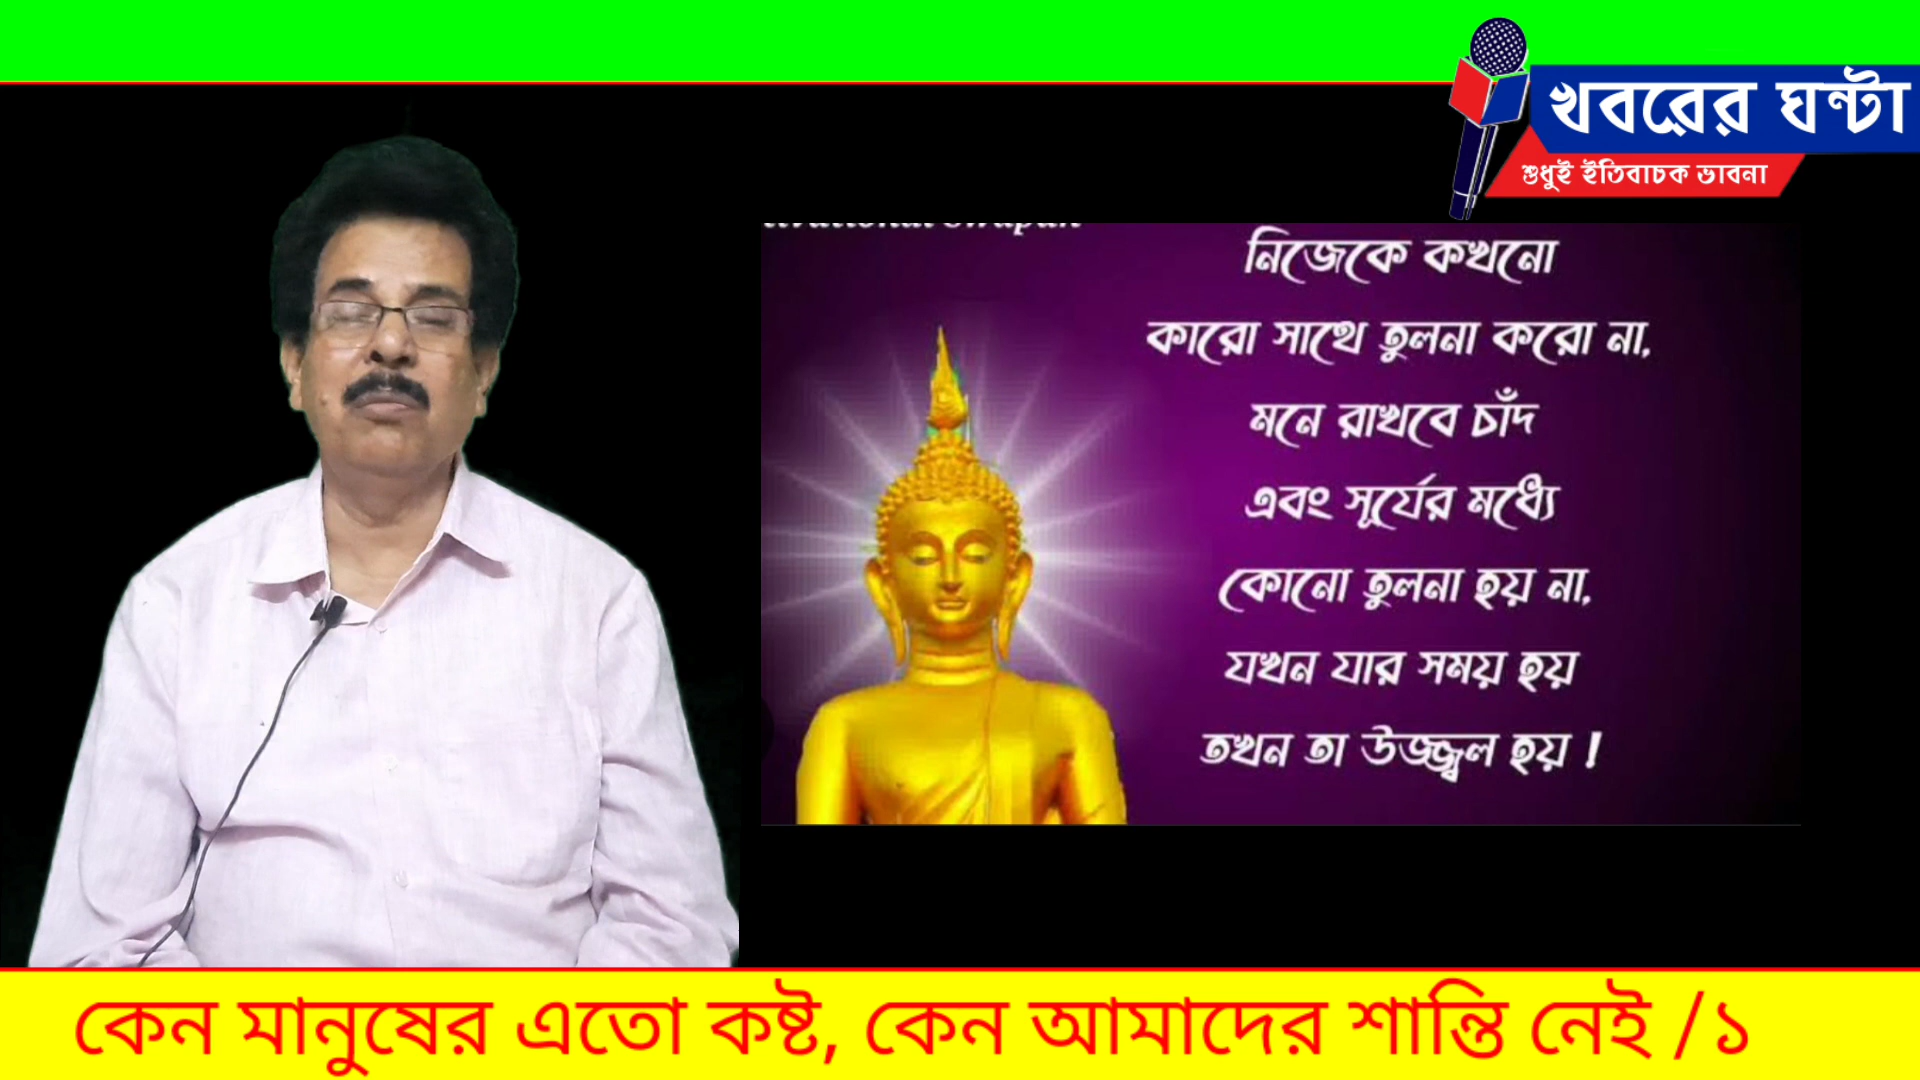 খবরের ঘন্টা
শুধুই ইতিবাচক ভাবনা
নিজেকে কখনো
কারো সাথে তুলনা করো না,
মনে রাখবে চাঁদ
এবং সূর্যের মধ্যে
কোনো তুলনা হয় না,
যখন যার সময় হয়
তখন তা উজ্জ্বল হয় !
কেন মানুষের এতো কষ্ট, কেন আমাদের শান্তি নেই /১